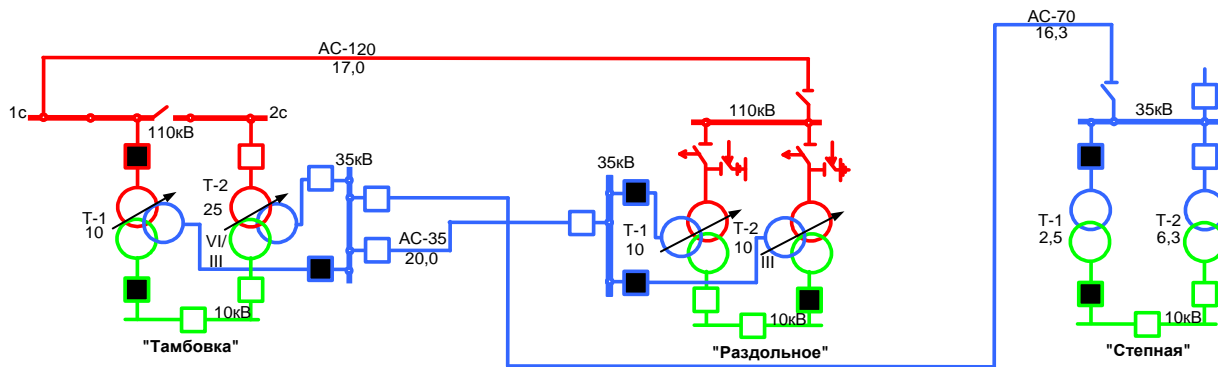 АС-120
17,0
АС-70
16,3
1с
2с
110кВ
110кВ
35кВ
35кВ
35кВ
Т-1
10
Т-2
25
VI/
III
АС-35
20,0
Т-1
10
Т-2
10
III
Т-1
2,5
Т-2
6,3
10кВ
10кВ
10кВ
"Тамбовка"
"Раздольное"
"Степная"